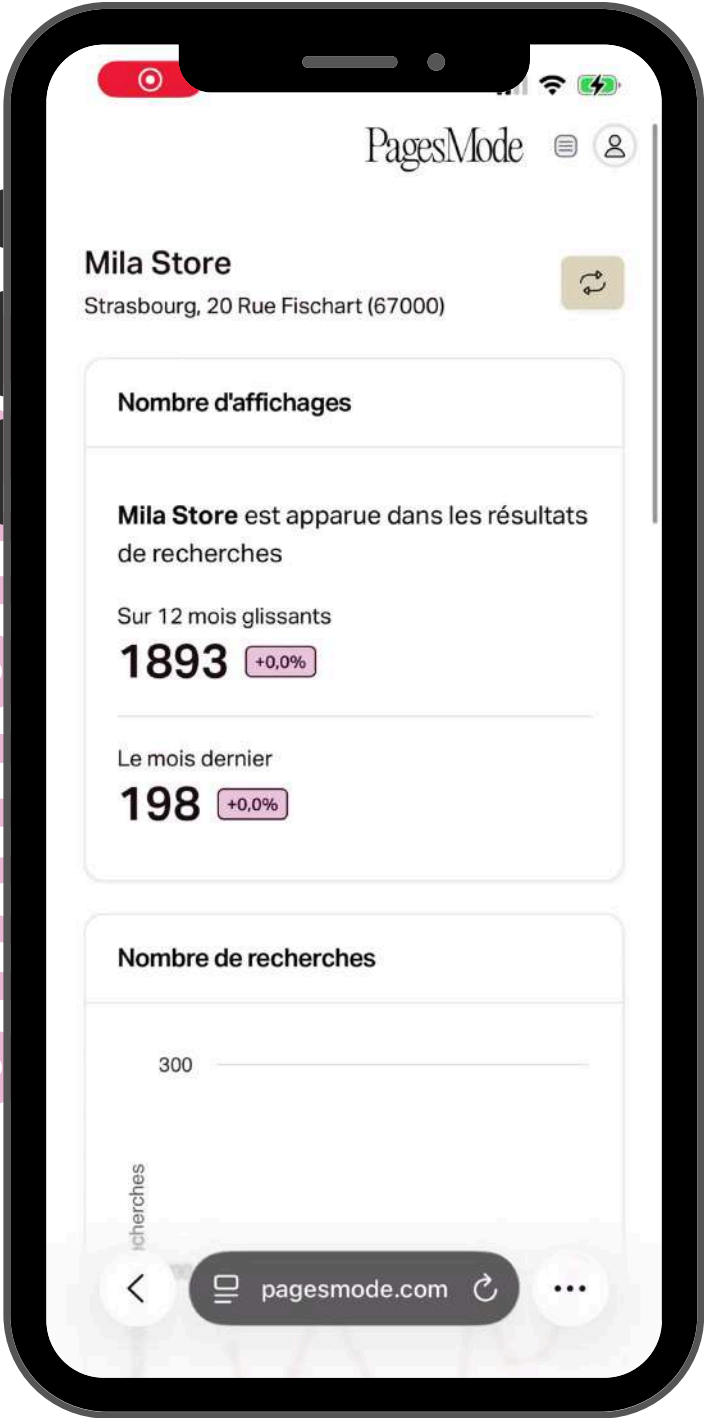 PagesMode
Mila Store
Strasbourg, 20 Rue Fischart (67000)
Nombre d'affichages
Mila Store est apparue dans les résultats
de recherches
Sur 12 mois glissants
1893 +0,0%
Le mois dernier
198 +0,0%
Nombre de recherches
300
pagesmode.com